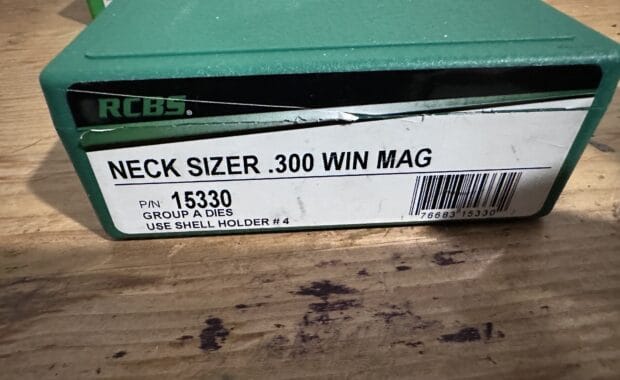 RCBS.
NECK SIZER .300 WIN MAG
P/N 15330
GROUP A DIES
USE SHELL HOLDER # 4
76683 15330